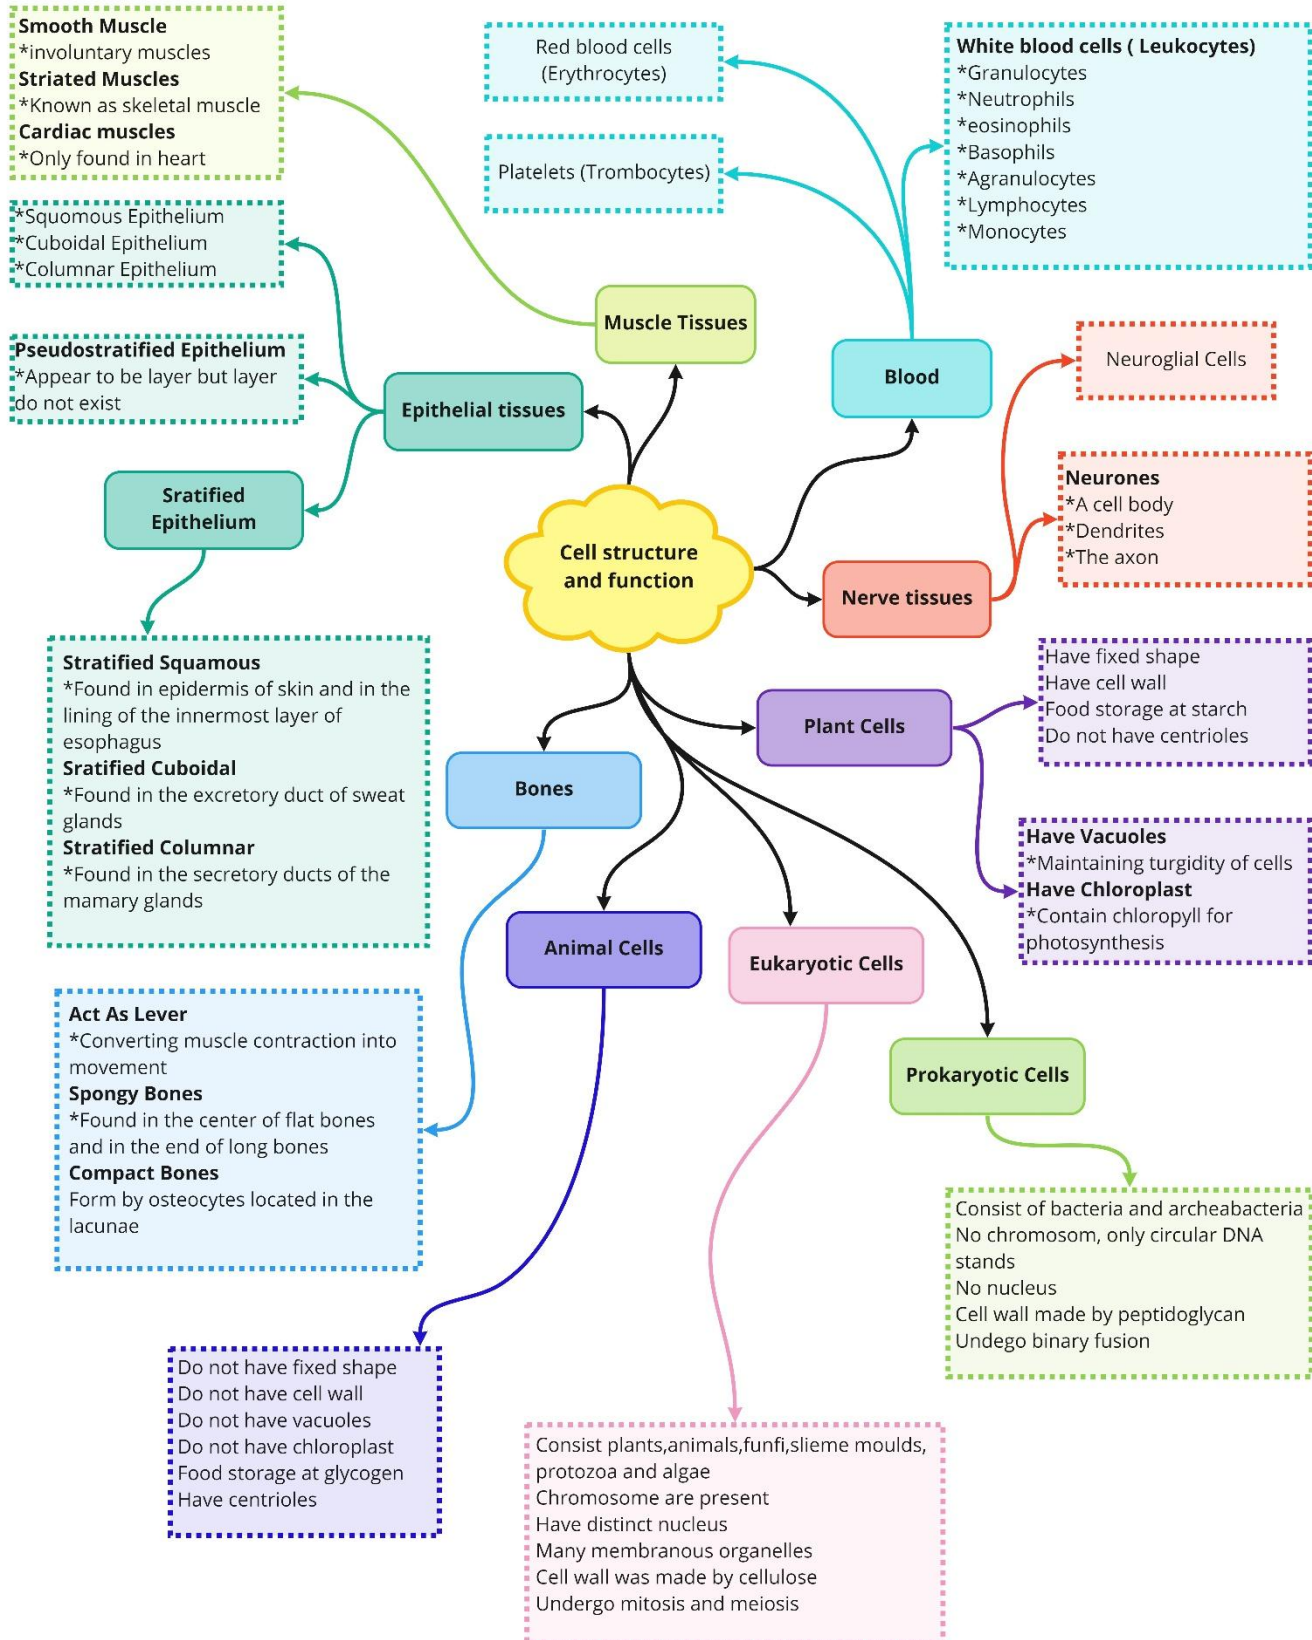 Smooth Muscle
*involuntary muscles
Striated Muscles
*Known as skeletal muscle
Cardiac muscles
*Only found in heart
Red blood cells
(Erythrocytes)
Platelets (Trombocytes)
White blood cells ( Leukocytes)
*Granulocytes
*Neutrophils
*eosinophils
*Basophils
*Agranulocytes
*Lymphocytes
*Monocytes
*Squomous Epithelium
*Cuboidal Epithelium
*Columnar Epithelium
Muscle Tissues
Blood
Neuroglial Cells
Pseudostratified Epithelium
*Appear to be layer but layer
do not exist
Epithelial tissues
Sratified
Epithelium
Neurones
*A cell body
*Dendrites
*The axon
Cell structure
and function
Nerve tissues
Stratified Squamous
*Found in epidermis of skin and in the
lining of the innermost layer of
esophagus
Sratified Cuboidal
*Found in the excretory duct of sweat
glands
Stratified Columnar
*Found in the secretory ducts of the
mamary glands
Have fixed shape
Have cell wall
Food storage at starch
Do not have centrioles
Plant Cells
Bones
Have Vacuoles
*Maintaining turgidity of cells
Have Chloroplast
*Contain chloropyll for
photosynthesis
Animal Cells
Eukaryotic Cells
Act As Lever
*Converting muscle contraction into
movement
Spongy Bones
*Found in the center of flat bones
and in the end of long bones
Compact Bones
Form by osteocytes located in the
lacunae
Prokaryotic Cells
Consist of bacteria and archeabacteria
No chromosom, only circular DNA
stands
No nucleus
Cell wall made by peptidoglycan
Undego binary fusion
Do not have fixed shape
Do not have cell wall
Do not have vacuoles
Do not have chloroplast
Food storage at glycogen
Have centrioles
Consist plants,animals,funfi,slieme moulds,
protozoa and algae
Chromosome are present
Have distinct nucleus
Many membranous organelles
Cell wall was made by cellulose
Undergo mitosis and meiosis